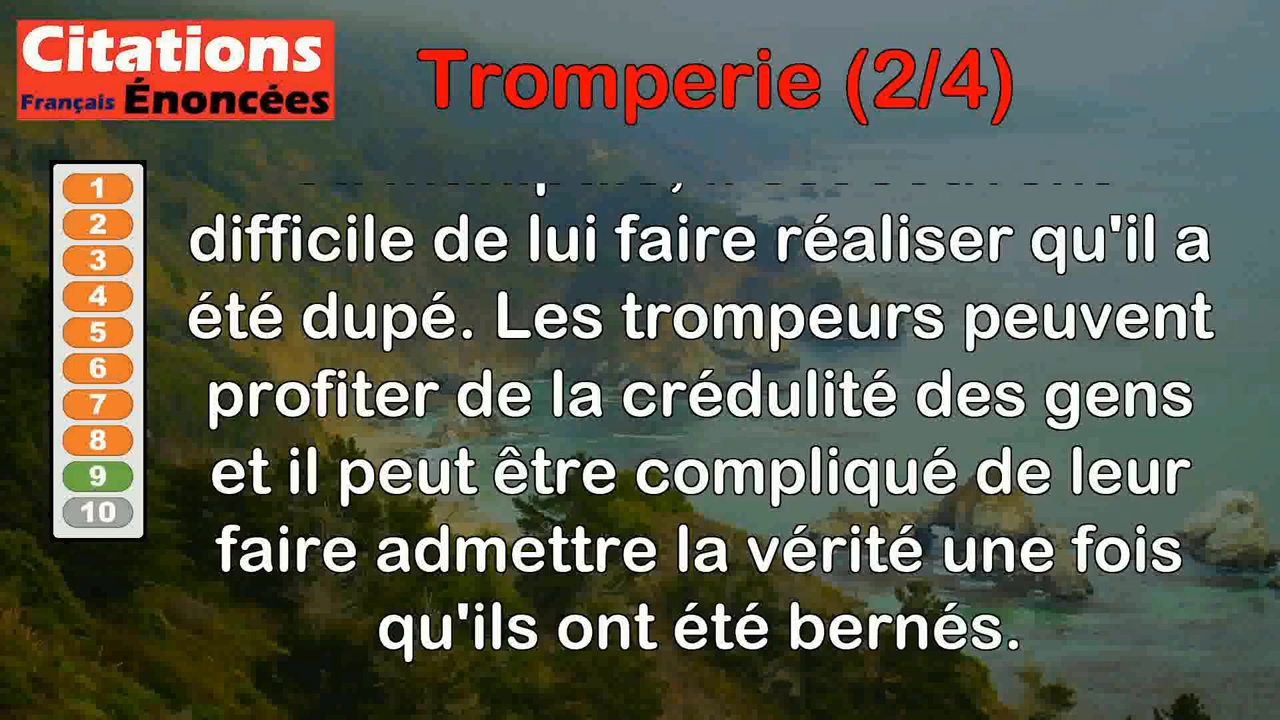 Citations
Français Énoncées
Tromperie (2/4)
1
2
3
4
5
6
7
8
9
10
difficile de lui faire réaliser qu'il a
été dupé. Les trompeurs peuvent
profiter de la crédulité des gens
et il peut être compliqué de leur
faire admettre la vérité une fois
qu'ils ont été bernés.